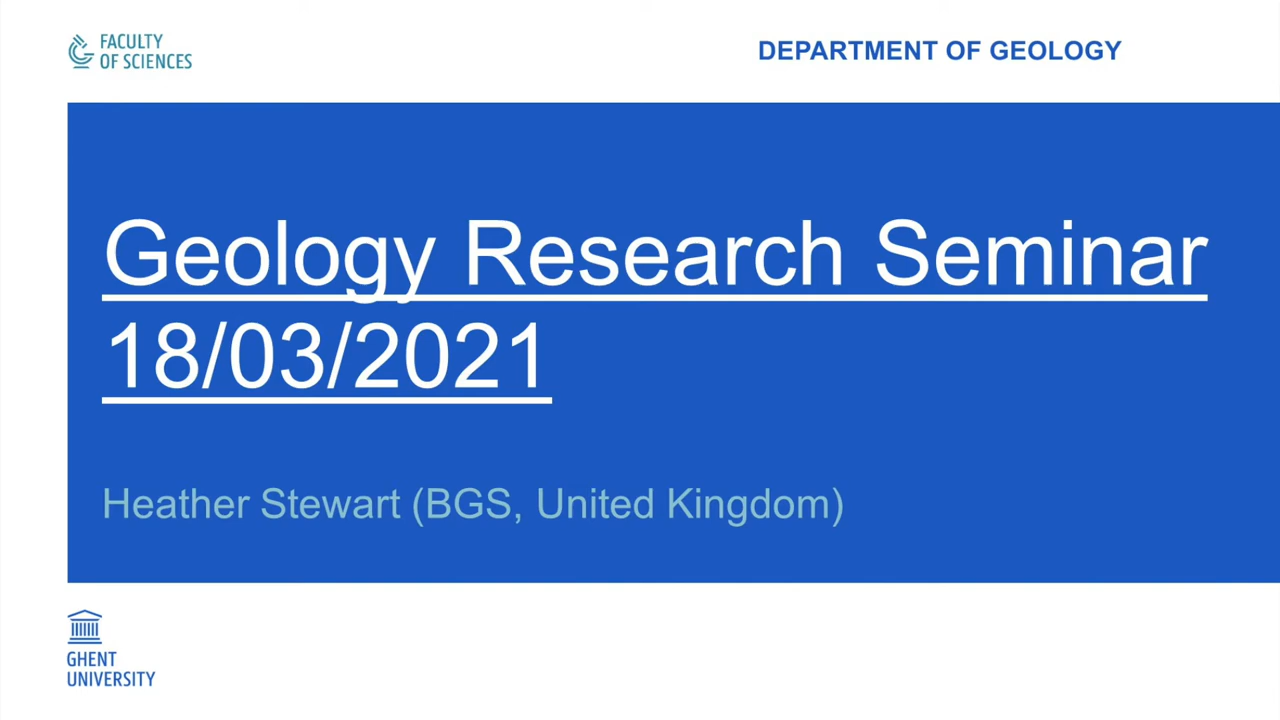 FACULTY
OF SCIENCES
DEPARTMENT OF GEOLOGY
Geology Research Seminar
18/03/2021
Heather Stewart (BGS, United Kingdom)
GHENT
UNIVERSITY